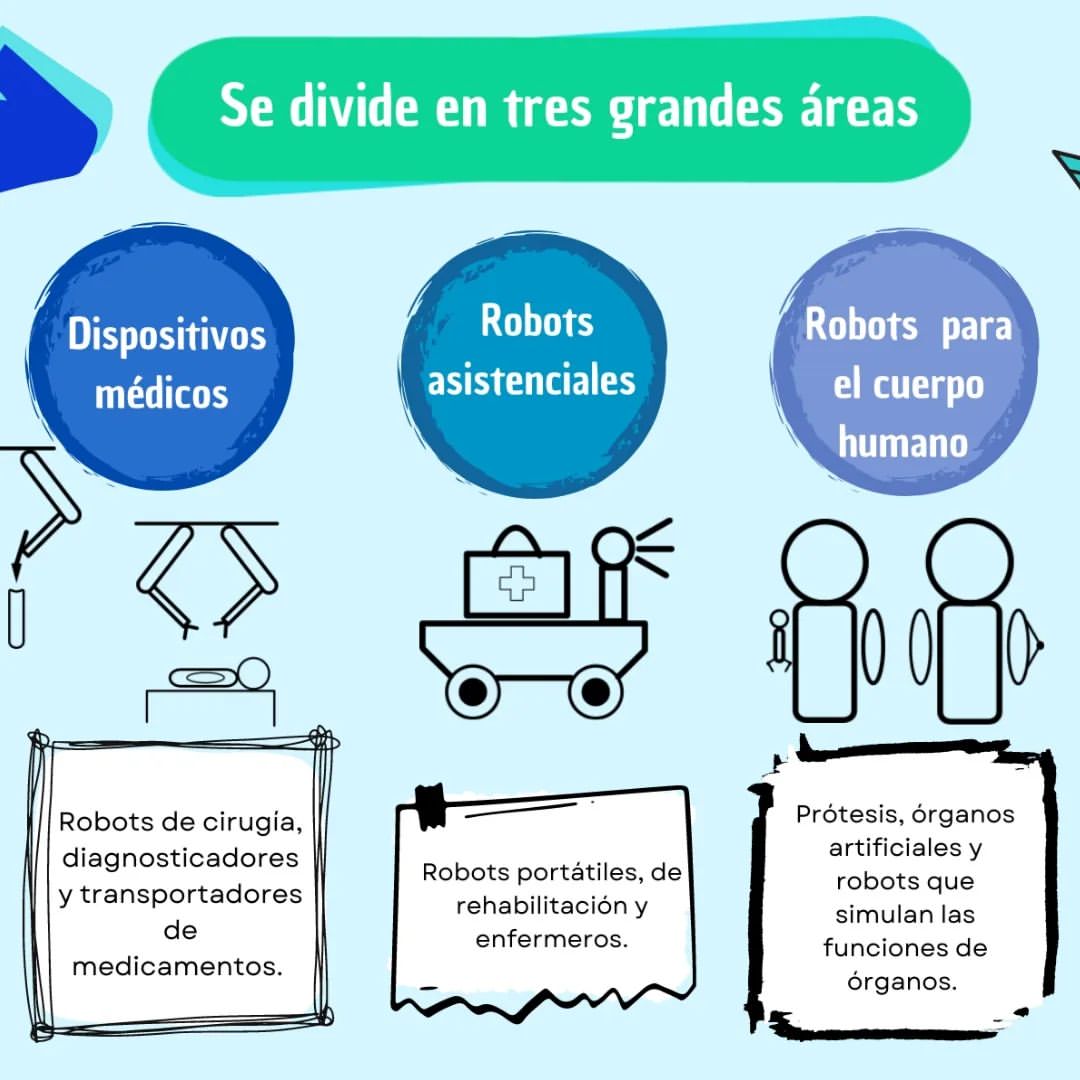 Se divide en tres grandes áreas
Dispositivos
médicos
Robots
asistenciales
Robots para
el cuerpo
humano
Robots de cirugía,
diagnosticadores
y transportadores
de
medicamentos.
Robots portátiles, de
rehabilitación y
enfermeros.
Prótesis, órganos
artificiales y
robots que
simulan las
funciones de
órganos.